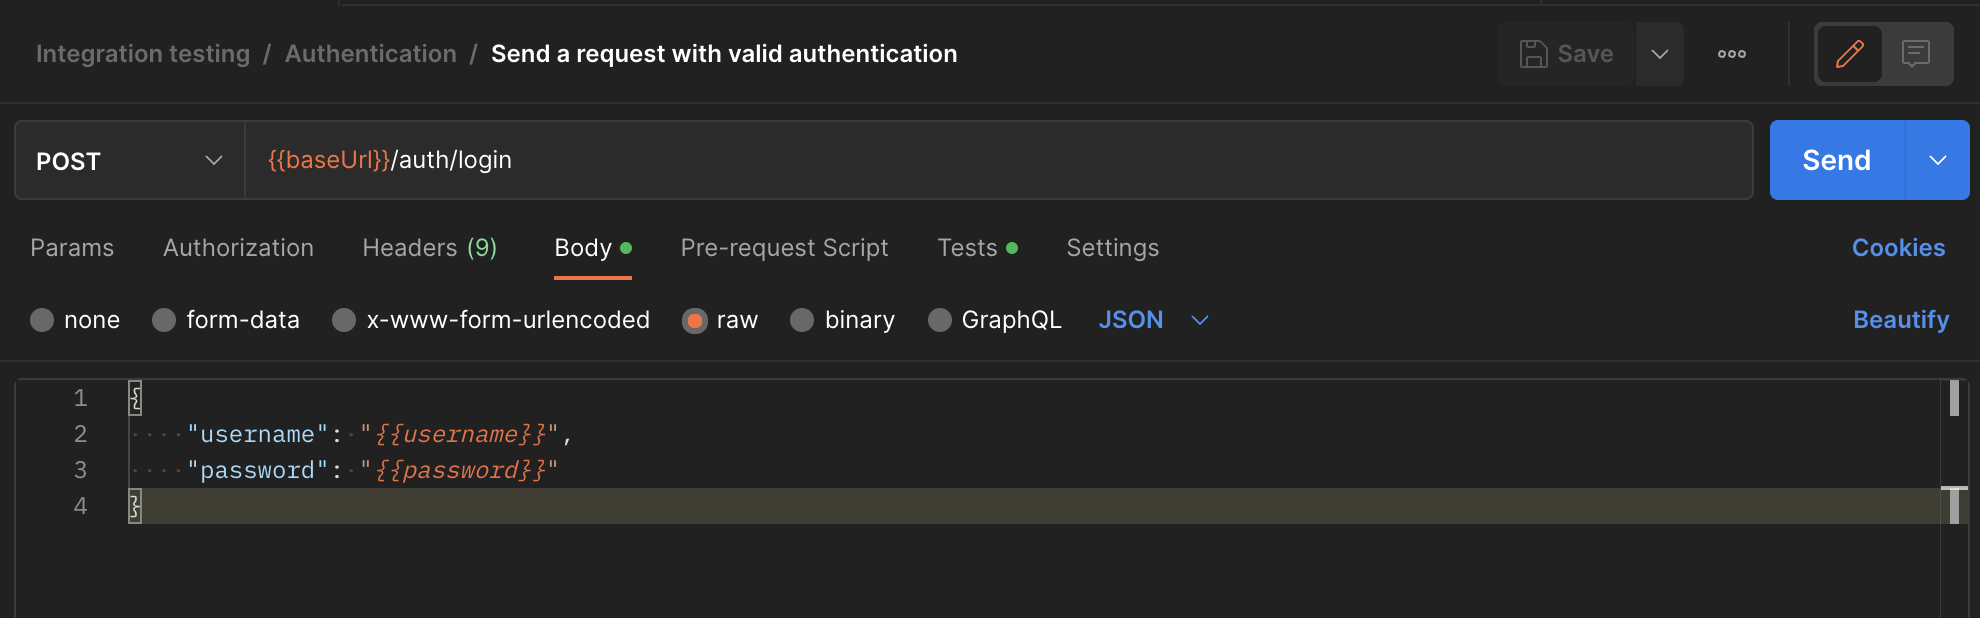 Integration testing / Authentication / Send a request with valid authentication
Save
POST
{{baseUrl}}/auth/login
Send
Params Authorization Headers (9) Body Pre-request Script Tests Settings Cookies
none form-data x-www-form-urlencoded raw binary GraphQL JSON Beautify
1 {
2 "username": "{{username}}",
3 "password": "{{password}}"
4 }